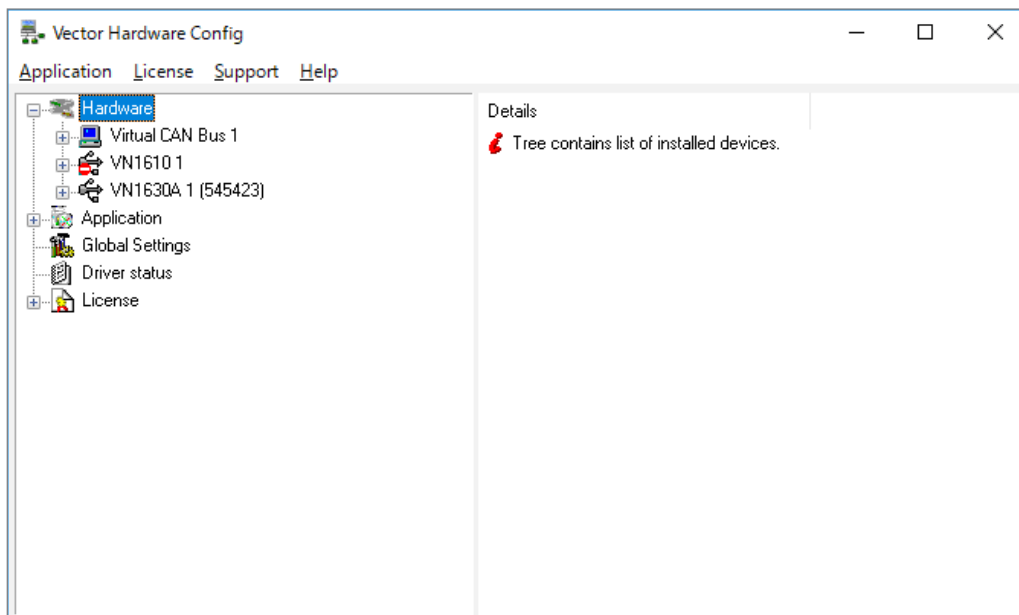 Vector Hardware Config
Application License Support Help
Hardware
Virtual CAN Bus 1
VN1610 1
VN1630A 1 (545423)
Application
Global Settings
Driver status
License
Details
Tree contains list of installed devices.